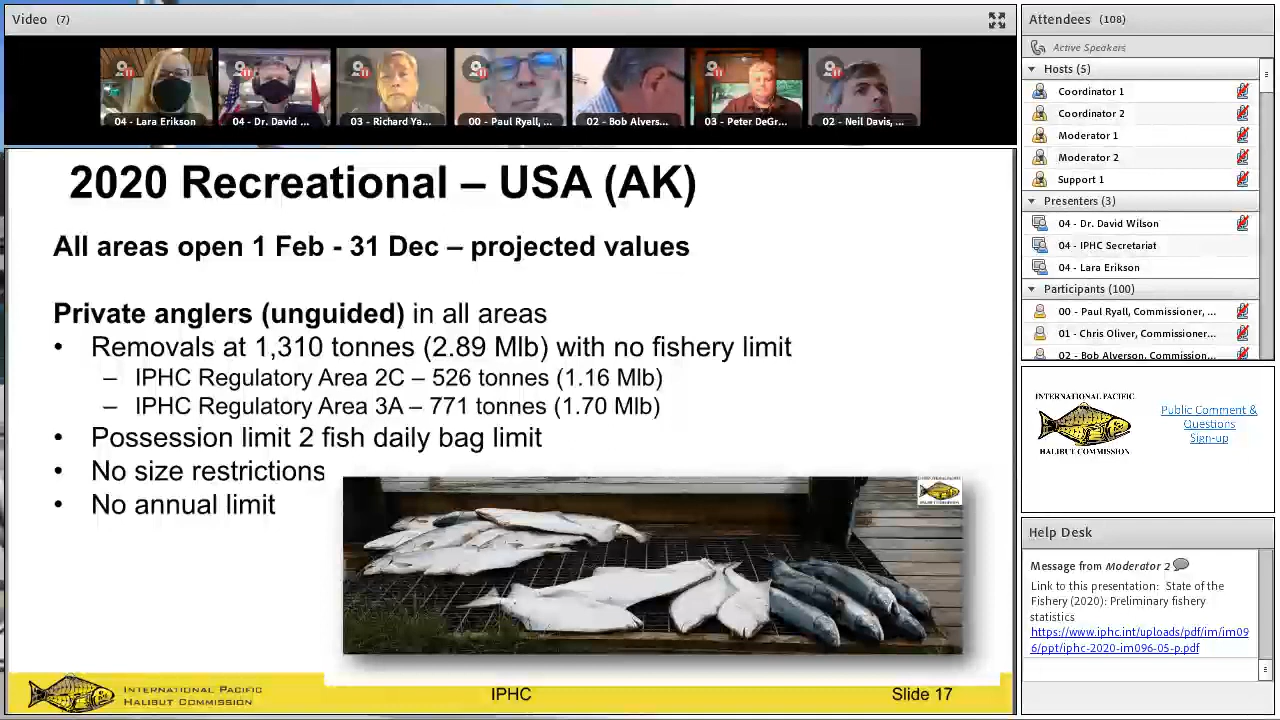 Video (7)
04 - Lara Erikson
04 - Dr. David ...
03 - Richard Ya...
00 - Paul Ryall, ...
02 - Bob Alvers...
03 - Peter DeGr...
02 - Neil Davis, ...
2020 Recreational – USA (AK)
All areas open 1 Feb - 31 Dec – projected values
Private anglers (unguided) in all areas
• Removals at 1,310 tonnes (2.89 Mlb) with no fishery limit
– IPHC Regulatory Area 2C – 526 tonnes (1.16 Mlb)
– IPHC Regulatory Area 3A – 771 tonnes (1.70 Mlb)
• Possession limit 2 fish daily bag limit
• No size restrictions
• No annual limit
INTERNATIONAL PACIFIC
HALIBUT COMMISSION
IPHC
Slide 17
Attendees (108)
Active Speakers
Hosts (5)
Coordinator 1
Coordinator 2
Moderator 1
Moderator 2
Support 1
Presenters (3)
04 - Dr. David Wilson
04 - IPHC Secretariat
04 - Lara Erikson
Participants (100)
00 - Paul Ryall, Commissioner, ...
01 - Chris Oliver, Commissioner...
02 - Bob Alverson, Commission...
INTERNATIONAL PACIFIC
HALIBUT COMMISSION
Public Comment &
Questions
Sign-up
Help Desk
Message from Moderator 2
Link to this presentation: State of the
Fishery (2020): Preliminary fishery
statistics
https://www.iphc.int/uploads/pdf/im/im09
6/ppt/iphc-2020-im096-05-p.pdf